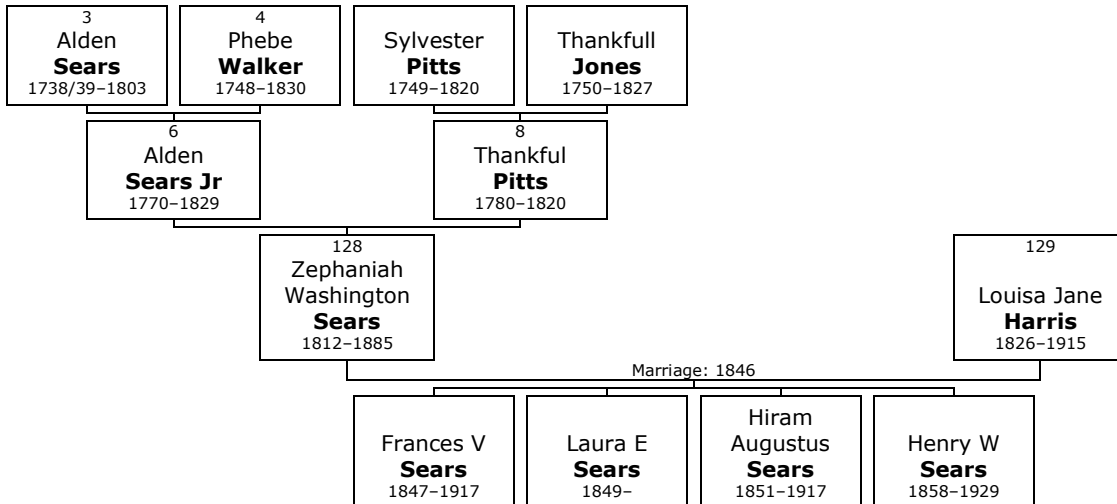 3
Alden
Sears
1738/39–1803
4
Phebe
Walker
1748–1830
Sylvester
Pitts
1749–1820
Thankfull
Jones
1750–1827
6
Alden
Sears Jr
1770–1829
8
Thankful
Pitts
1780–1820
128
Zephaniah
Washington
Sears
1812–1885
129
Louisa Jane
Harris
1826–1915
Marriage: 1846
Frances V
Sears
1847–1917
Laura E
Sears
1849–
Hiram
Augustus
Sears
1851–1917
Henry W
Sears
1858–1929